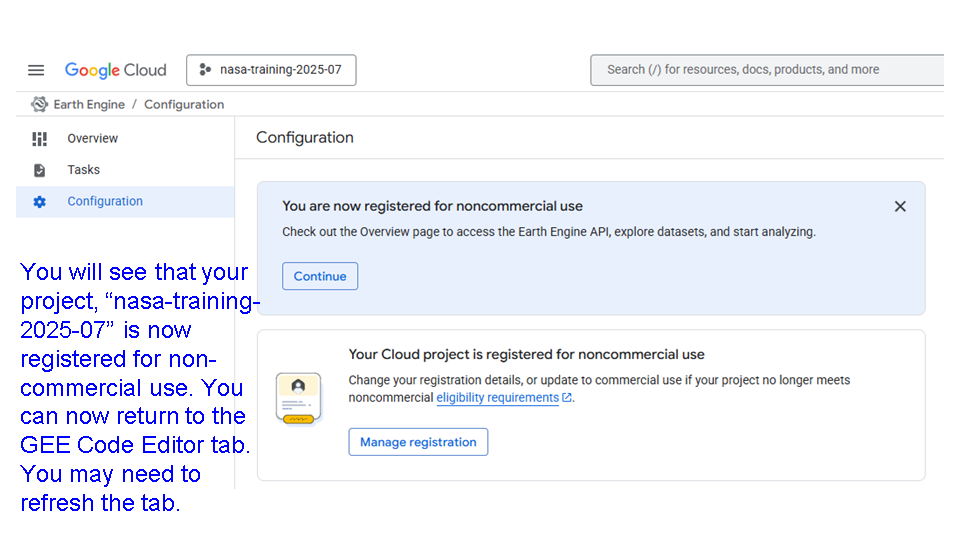 Google Cloud
nasa-training-2025-07
Search (/) for resources, docs, products, and more
Earth Engine / Configuration
Overview
Tasks
Configuration
Configuration
You are now registered for noncommercial use
Check out the Overview page to access the Earth Engine API, explore datasets, and start analyzing.
Continue
You will see that your
project, “nasa-training-
2025-07” is now
registered for non-
commercial use. You
can now return to the
GEE Code Editor tab.
You may need to
refresh the tab.
Your Cloud project is registered for noncommercial use
Change your registration details, or update to commercial use if your project no longer meets
noncommercial eligibility requirements.
Manage registration